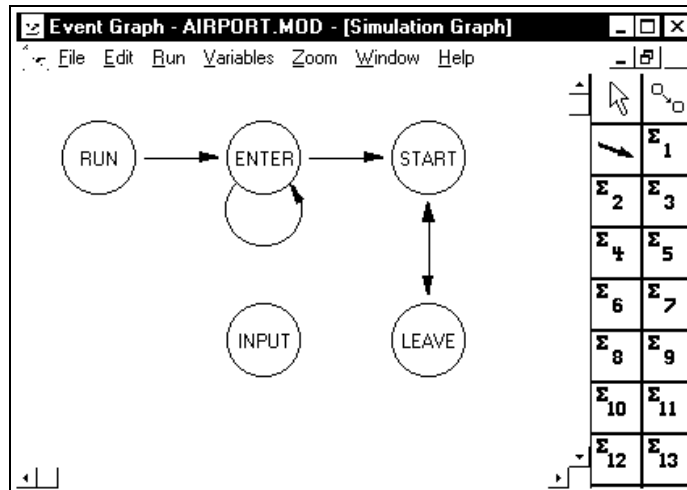 Event Graph - AIRPORT.MOD - [Simulation Graph]
File Edit Run Variables Zoom Window Help
RUN ENTER START
INPUT LEAVE
Σ1
Σ2 Σ3
Σ4 Σ5
Σ6 Σ7
Σ8 Σ9
Σ10 Σ11
Σ12 Σ13